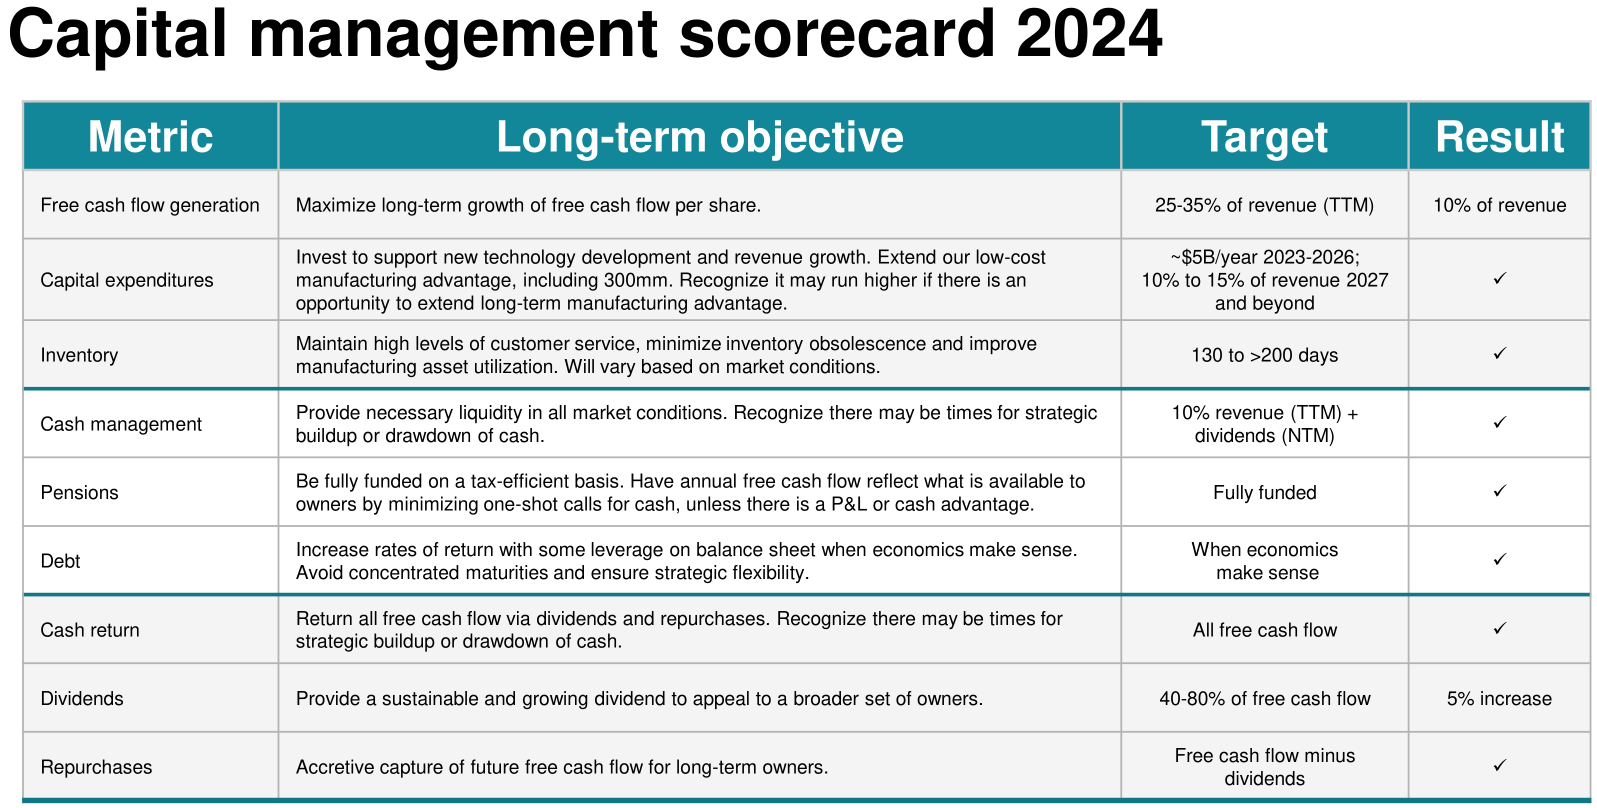 Capital management scorecard 2024
Metric
Long-term objective
Target
Result
Free cash flow generation
Maximize long-term growth of free cash flow per share.
25-35% of revenue (TTM)
10% of revenue
Capital expenditures
Invest to support new technology development and revenue growth. Extend our low-cost
manufacturing advantage, including 300mm. Recognize it may run higher if there is an
opportunity to extend long-term manufacturing advantage.
~$5B/year 2023-2026;
10% to 15% of revenue 2027
and beyond
✓
Inventory
Maintain high levels of customer service, minimize inventory obsolescence and improve
manufacturing asset utilization. Will vary based on market conditions.
130 to >200 days
✓
Cash management
Provide necessary liquidity in all market conditions. Recognize there may be times for strategic
buildup or drawdown of cash.
10% revenue (TTM) +
dividends (NTM)
✓
Pensions
Be fully funded on a tax-efficient basis. Have annual free cash flow reflect what is available to
owners by minimizing one-shot calls for cash, unless there is a P&L or cash advantage.
Fully funded
✓
Debt
Increase rates of return with some leverage on balance sheet when economics make sense.
Avoid concentrated maturities and ensure strategic flexibility.
When economics
make sense
✓
Cash return
Return all free cash flow via dividends and repurchases. Recognize there may be times for
strategic buildup or drawdown of cash.
All free cash flow
✓
Dividends
Provide a sustainable and growing dividend to appeal to a broader set of owners.
40-80% of free cash flow
5% increase
Repurchases
Accretive capture of future free cash flow for long-term owners.
Free cash flow minus
dividends
✓